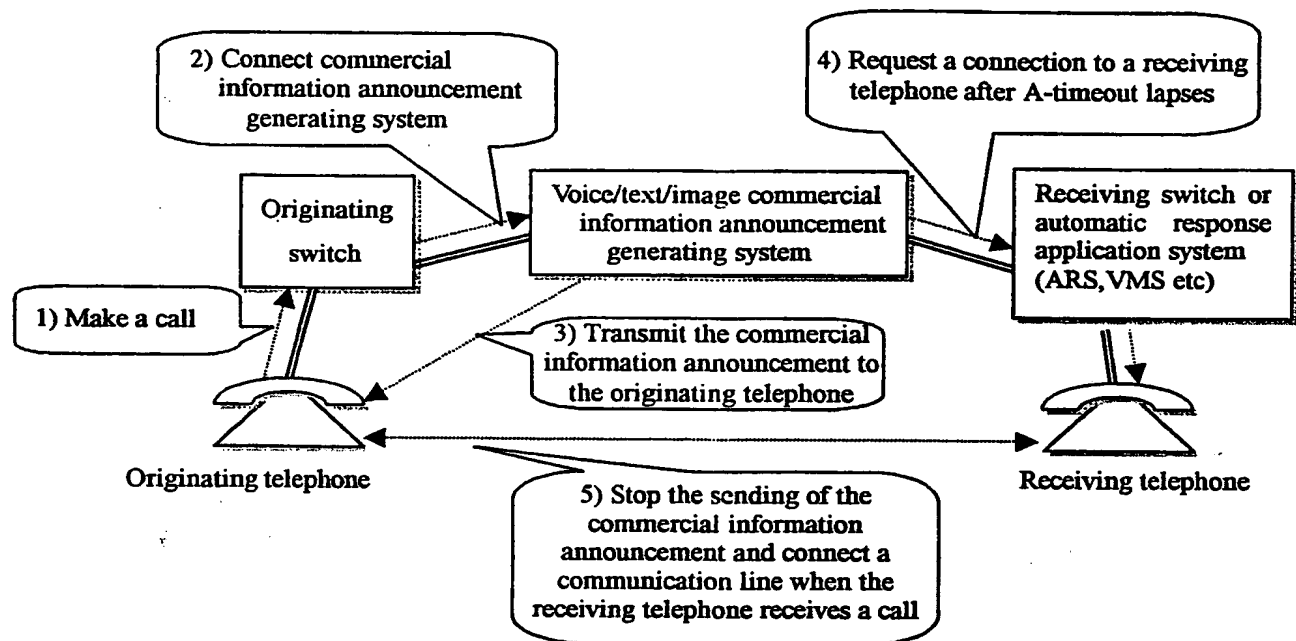 2) Connect commercial
information announcement
generating system
4) Request a connection to a receiving
telephone after A-timeout lapses
Originating
switch
Voice/text/image commercial
information announcement
generating system
Receiving switch or
automatic response
application system
(ARS,VMS etc)
1) Make a call
3) Transmit the commercial
information announcement to
the originating telephone
Originating telephone
Receiving telephone
5) Stop the sending of the
commercial information
announcement and connect a
communication line when the
receiving telephone receives a call